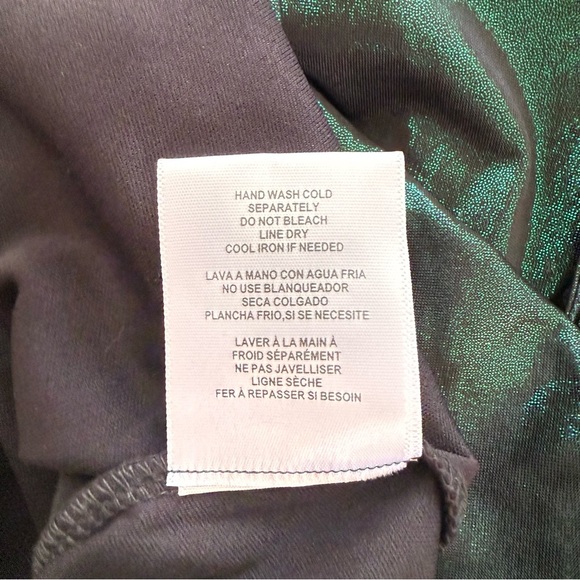 HAND WASH COLD
SEPARATELY
DO NOT BLEACH
LINE DRY
COOL IRON IF NEEDED
LAVA A MANO CON AGUA FRIA
NO USE BLANQUEADOR
SECA COLGADO
PLANCHA FRIO,SI SE NECESITE
LAVER À LA MAIN À
FROID SÉPARÉMENT
NE PAS JAVELLISER
LIGNE SÈCHE
FER À REPASSER SI BESOIN